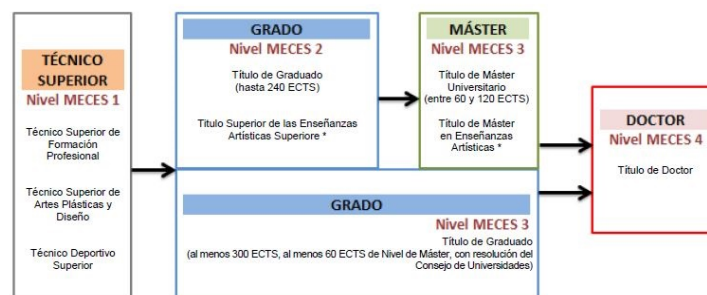 TÉCNICO
SUPERIOR
Nivel MECES 1
Técnico Superior de
Formación
Profesional
Técnico Superior de
Artes Plásticas y
Diseño
Técnico Deportivo
Superior
GRADO
Nivel MECES 2
Título de Graduado
(hasta 240 ECTS)
Título Superior de las Enseñanzas
Artísticas Superiore *
MÁSTER
Nivel MECES 3
Título de Máster
Universitario
(entre 60 y 120 ECTS)
Título de Máster
en Enseñanzas
Artísticas *
GRADO
Nivel MECES 3
Título de Graduado
(al menos 300 ECTS, al menos 60 ECTS de Nivel de Máster, con resolución del
Consejo de Universidades)
DOCTOR
Nivel MECES 4
Título de Doctor